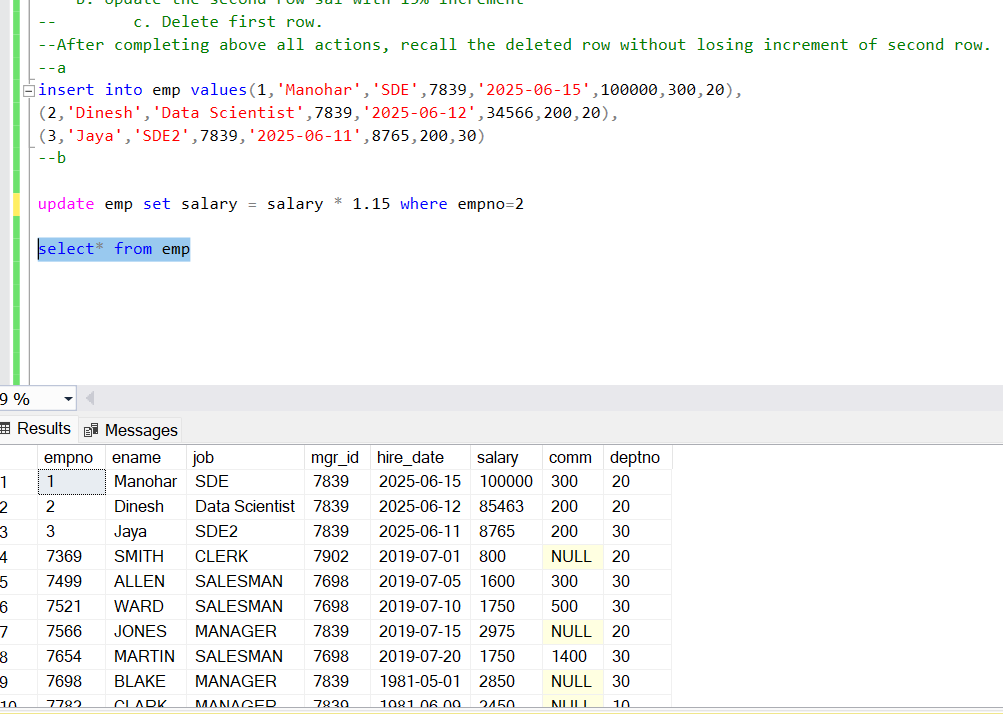 b. Update the second row sal with 15% increment
--        c. Delete first row.
--After completing above all actions, recall the deleted row without losing increment of second row.
--a
insert into emp values(1,'Manohar','SDE',7839,'2025-06-15',100000,300,20),
(2,'Dinesh','Data Scientist',7839,'2025-06-12',34566,200,20),
(3,'Jaya','SDE2',7839,'2025-06-11',8765,200,30)
--b
update emp set salary = salary * 1.15 where empno=2
select* from emp
9 %
Results Messages
empno ename job mgr_id hire_date salary comm deptno
1 1 Manohar SDE 7839 2025-06-15 100000 300 20
2 2 Dinesh Data Scientist 7839 2025-06-12 85463 200 20
3 3 Jaya SDE2 7839 2025-06-11 8765 200 30
4 7369 SMITH CLERK 7902 2019-07-01 800 NULL 20
5 7499 ALLEN SALESMAN 7698 2019-07-05 1600 300 30
6 7521 WARD SALESMAN 7698 2019-07-10 1750 500 30
7 7566 JONES MANAGER 7839 2019-07-15 2975 NULL 20
8 7654 MARTIN SALESMAN 7698 2019-07-20 1750 1400 30
9 7698 BLAKE MANAGER 7839 1981-05-01 2850 NULL 30
10 7782 CLARK MANAGER 7839 1981-06-09 2450 NULL 10